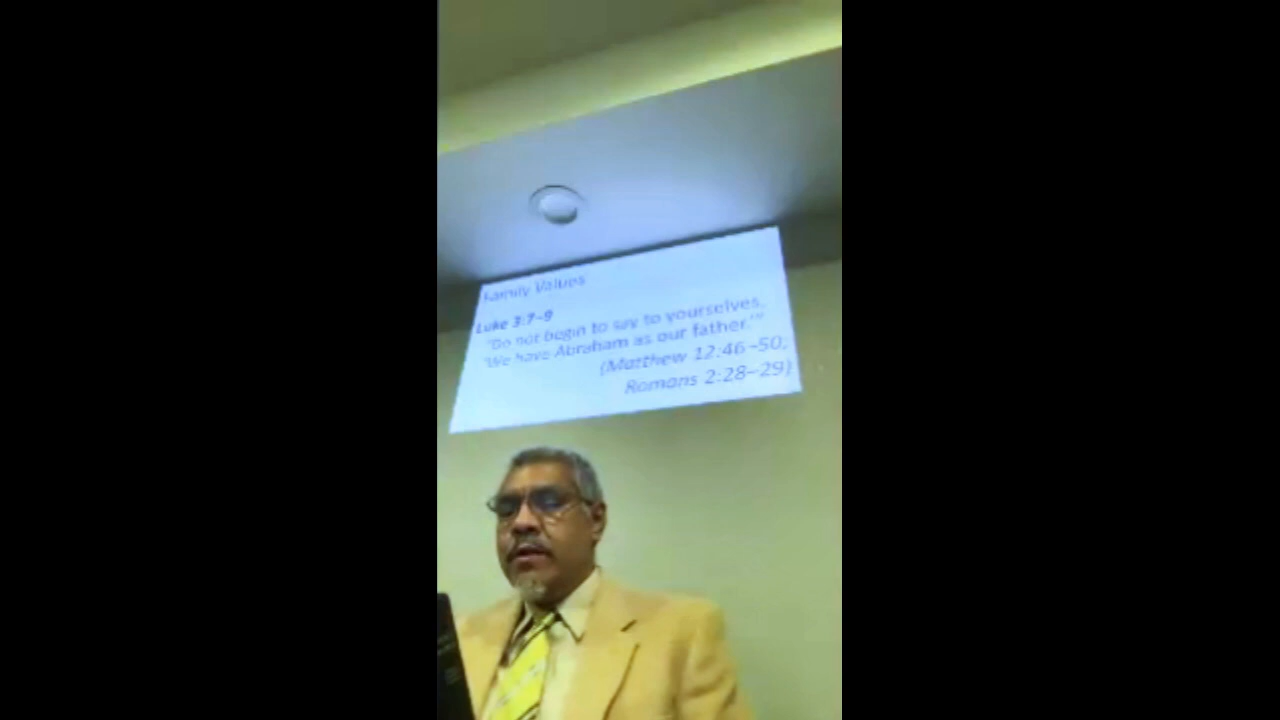 Family Values
Luke 3:7–9
"Do not begin to say to yourselves,
'We have Abraham as our father.'"
(Matthew 12:46–50;
Romans 2:28–29)